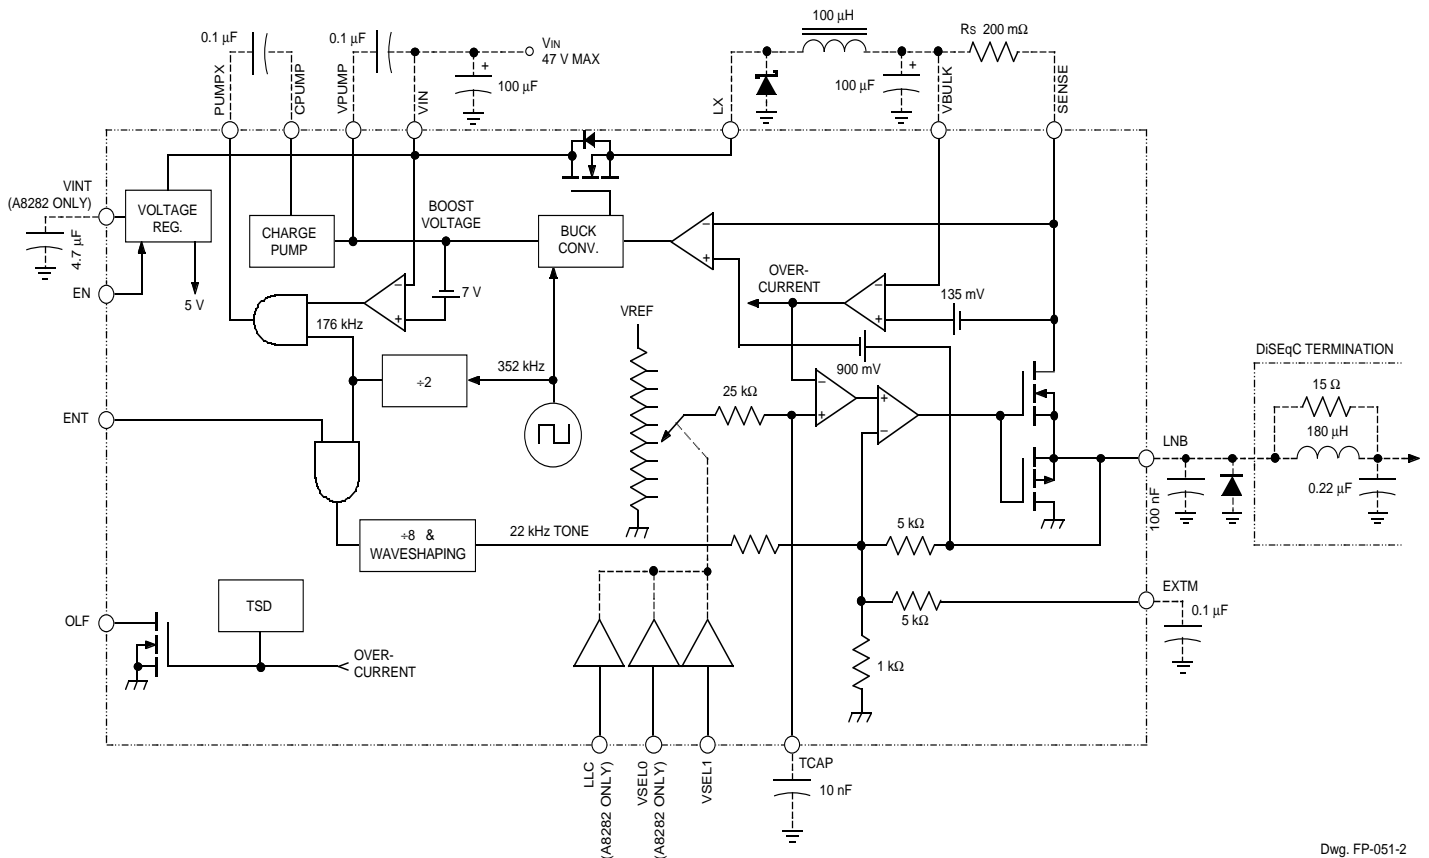 0.1 µF
0.1 µF
VIN
47 V MAX
+
100 µF
100 µH
RS 200 mΩ
+
100 µF
PUMPX
CPUMP
VPUMP
VIN
LX
VBULK
SENSE
VINT
(A8282 ONLY)
4.7 µF
VOLTAGE
REG.
EN
5 V
CHARGE
PUMP
BOOST
VOLTAGE
BUCK
CONV.
−
+
−
+
7 V
176 kHz
OVER-
CURRENT
−
+
135 mV
900 mV
VREF
÷2
352 kHz
25 kΩ
−
+
+
−
ENT
DiSEqC TERMINATION
15 Ω
180 µH
0.22 µF
LNB
100 nF
÷8 &
WAVESHAPING
22 kHz TONE
5 kΩ
5 kΩ
1 kΩ
EXTM
0.1 µF
TSD
OLF
OVER-
CURRENT
LLC
(A8282 ONLY)
VSEL0
(A8282 ONLY)
VSEL1
TCAP
10 nF
Dwg. FP-051-2